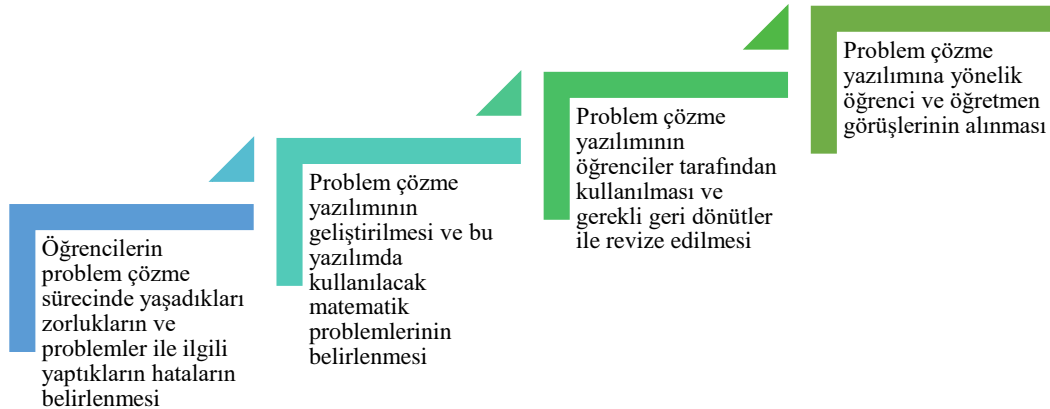 Öğrencilerin
problem çözme
sürecinde yaşadıkları
zorlukların ve
problemler ile ilgili
yaptıkların hataların
belirlenmesi
Problem çözme
yazılımının
geliştirilmesi ve bu
yazılımda
kullanılacak
matematik
problemlerinin
belirlenmesi
Problem çözme
yazılımının
öğrenciler tarafından
kullanılması ve
gerekli geri dönütler
ile revize edilmesi
Problem çözme
yazılımına yönelik
öğrenci ve öğretmen
görüşlerinin alınması